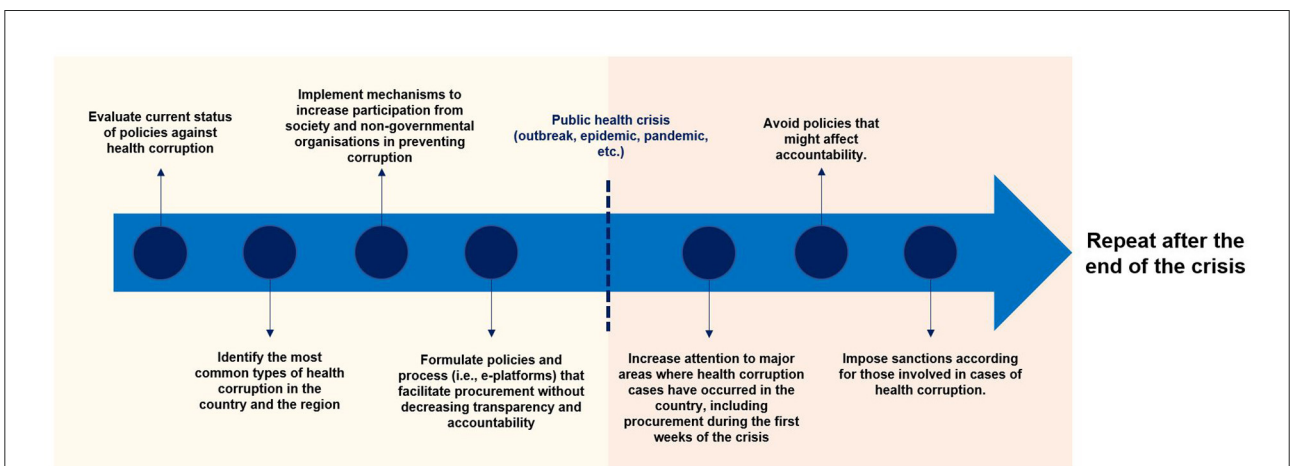 Evaluate current status
of policies against
health corruption
Identify the most
common types of health
corruption in the
country and the region
Implement mechanisms to
increase participation from
society and non-governmental
organisations in preventing
corruption
Formulate policies and
process (i.e., e-platforms) that
facilitate procurement without
decreasing transparency and
accountability
Public health crisis
(outbreak, epidemic, pandemic,
etc.)
Increase attention to major
areas where health corruption
cases have occurred in the
country, including
procurement during the first
weeks of the crisis
Avoid policies that
might affect
accountability.
Impose sanctions according
for those involved in cases of
health corruption.
Repeat after the
end of the crisis